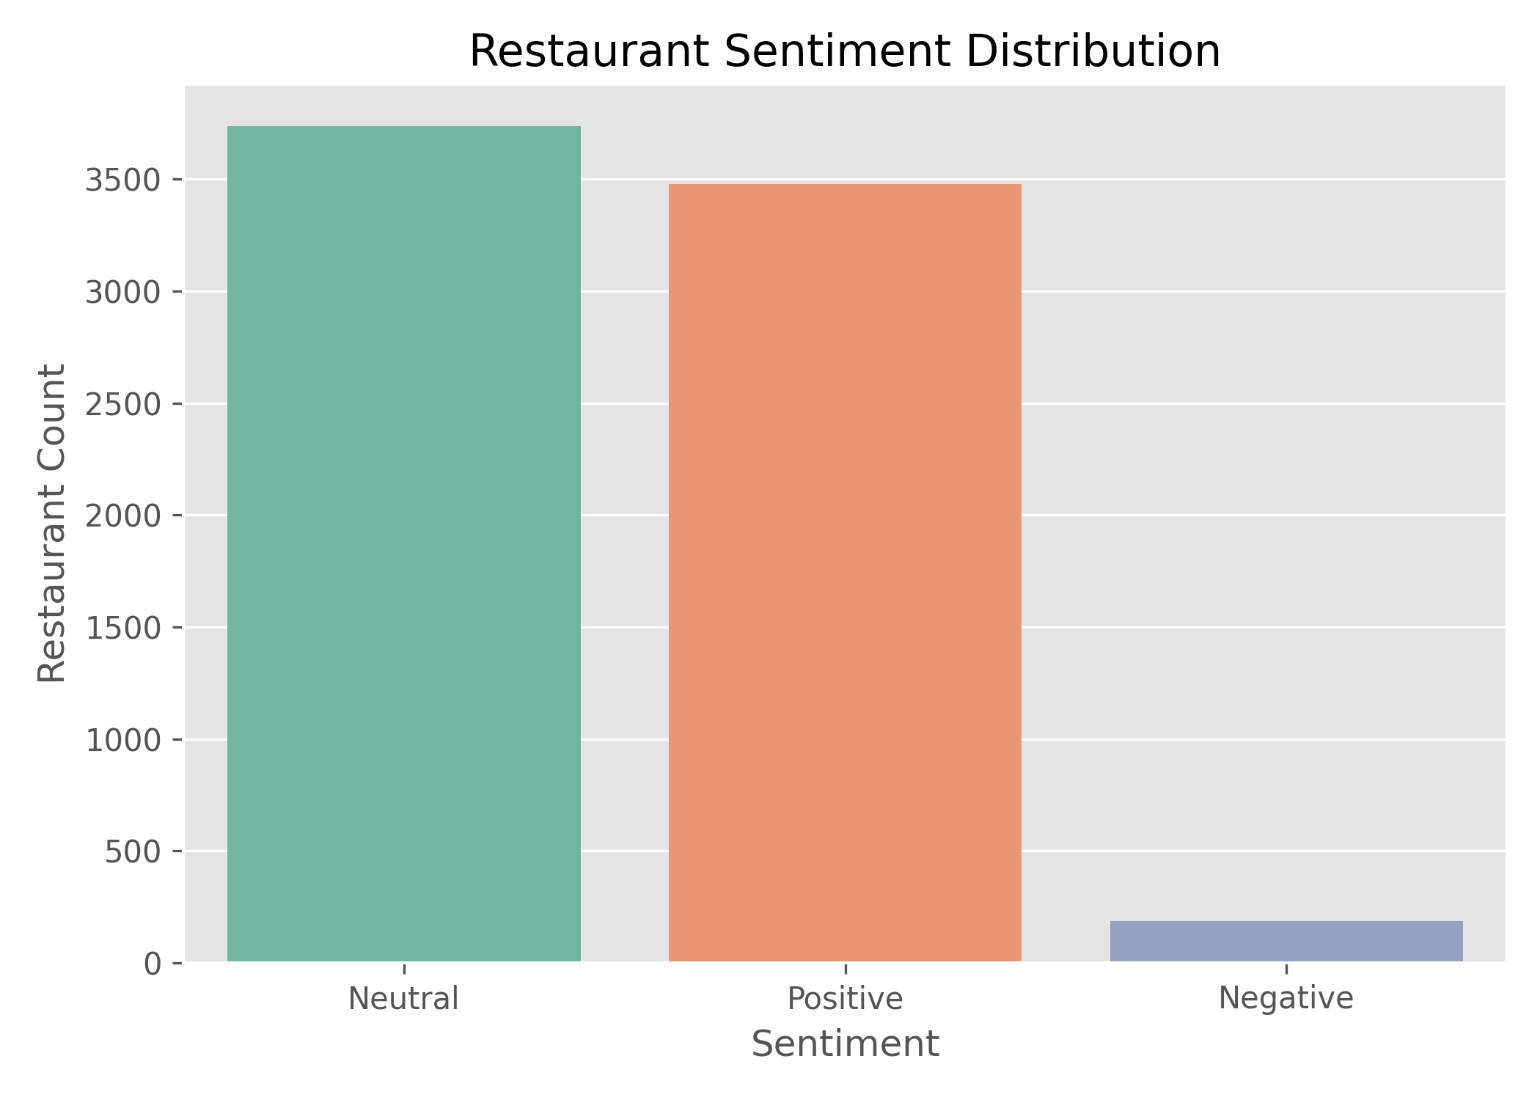 Restaurant Sentiment Distribution
Restaurant Count
3500
3000
2500
2000
1500
1000
500
0
Neutral
Positive
Negative
Sentiment